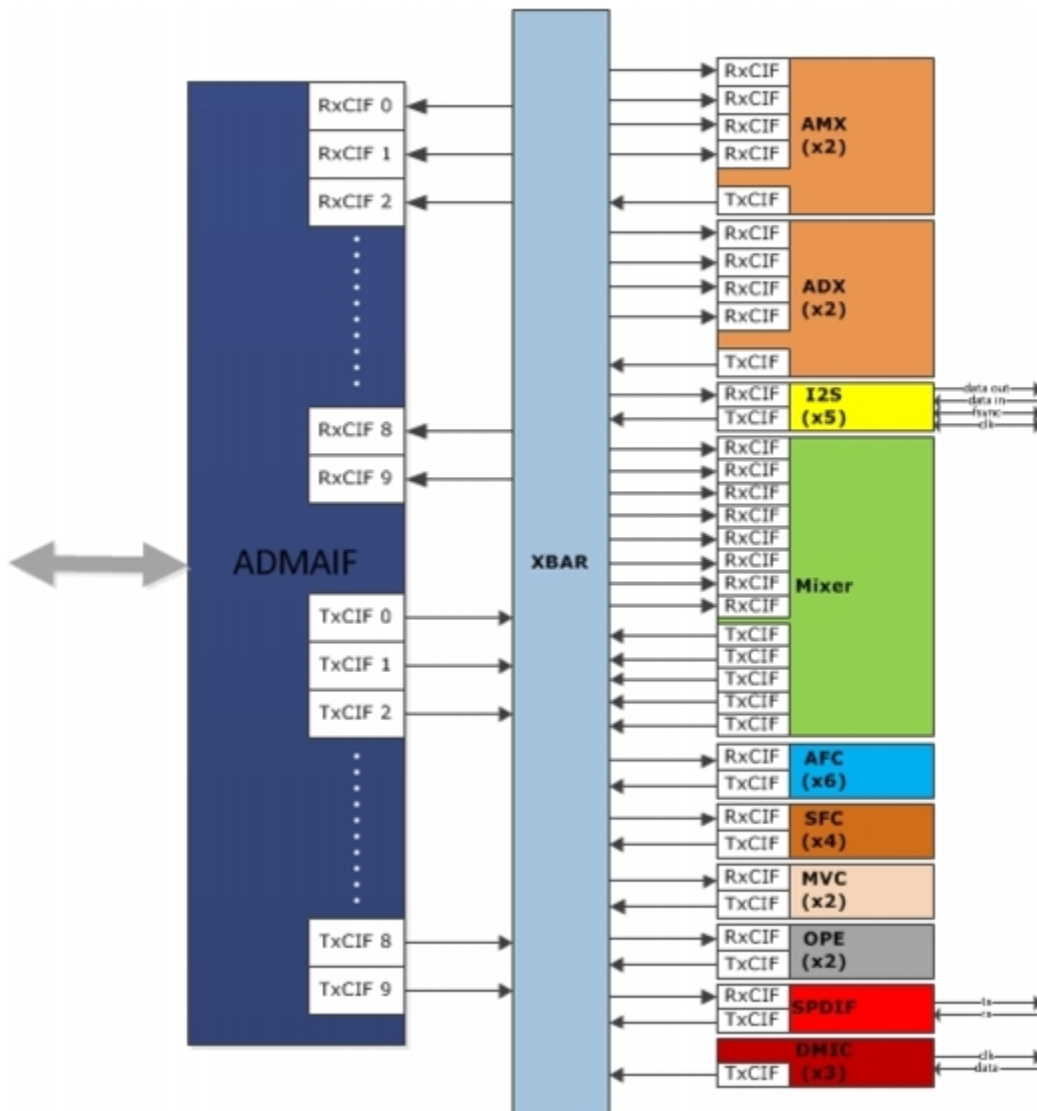 RxCIF 0
RxCIF 1
RxCIF 2
RxCIF 8
RxCIF 9
ADMAIF
TxCIF 0
TxCIF 1
TxCIF 2
TxCIF 8
TxCIF 9
XBAR
RxCIF
RxCIF
RxCIF
RxCIF
TxCIF
AMX
(x2)
RxCIF
RxCIF
RxCIF
RxCIF
TxCIF
ADX
(x2)
RxCIF
TxCIF
I2S
(x5)
data out
data in
fsync
clk
RxCIF
RxCIF
RxCIF
RxCIF
RxCIF
RxCIF
RxCIF
RxCIF
TxCIF
TxCIF
TxCIF
TxCIF
TxCIF
Mixer
RxCIF
TxCIF
AFC
(x6)
RxCIF
TxCIF
SFC
(x4)
RxCIF
TxCIF
MVC
(x2)
RxCIF
TxCIF
OPE
(x2)
RxCIF
TxCIF
SPDIF
TxCIF
DMIC
(x3)
clk
data